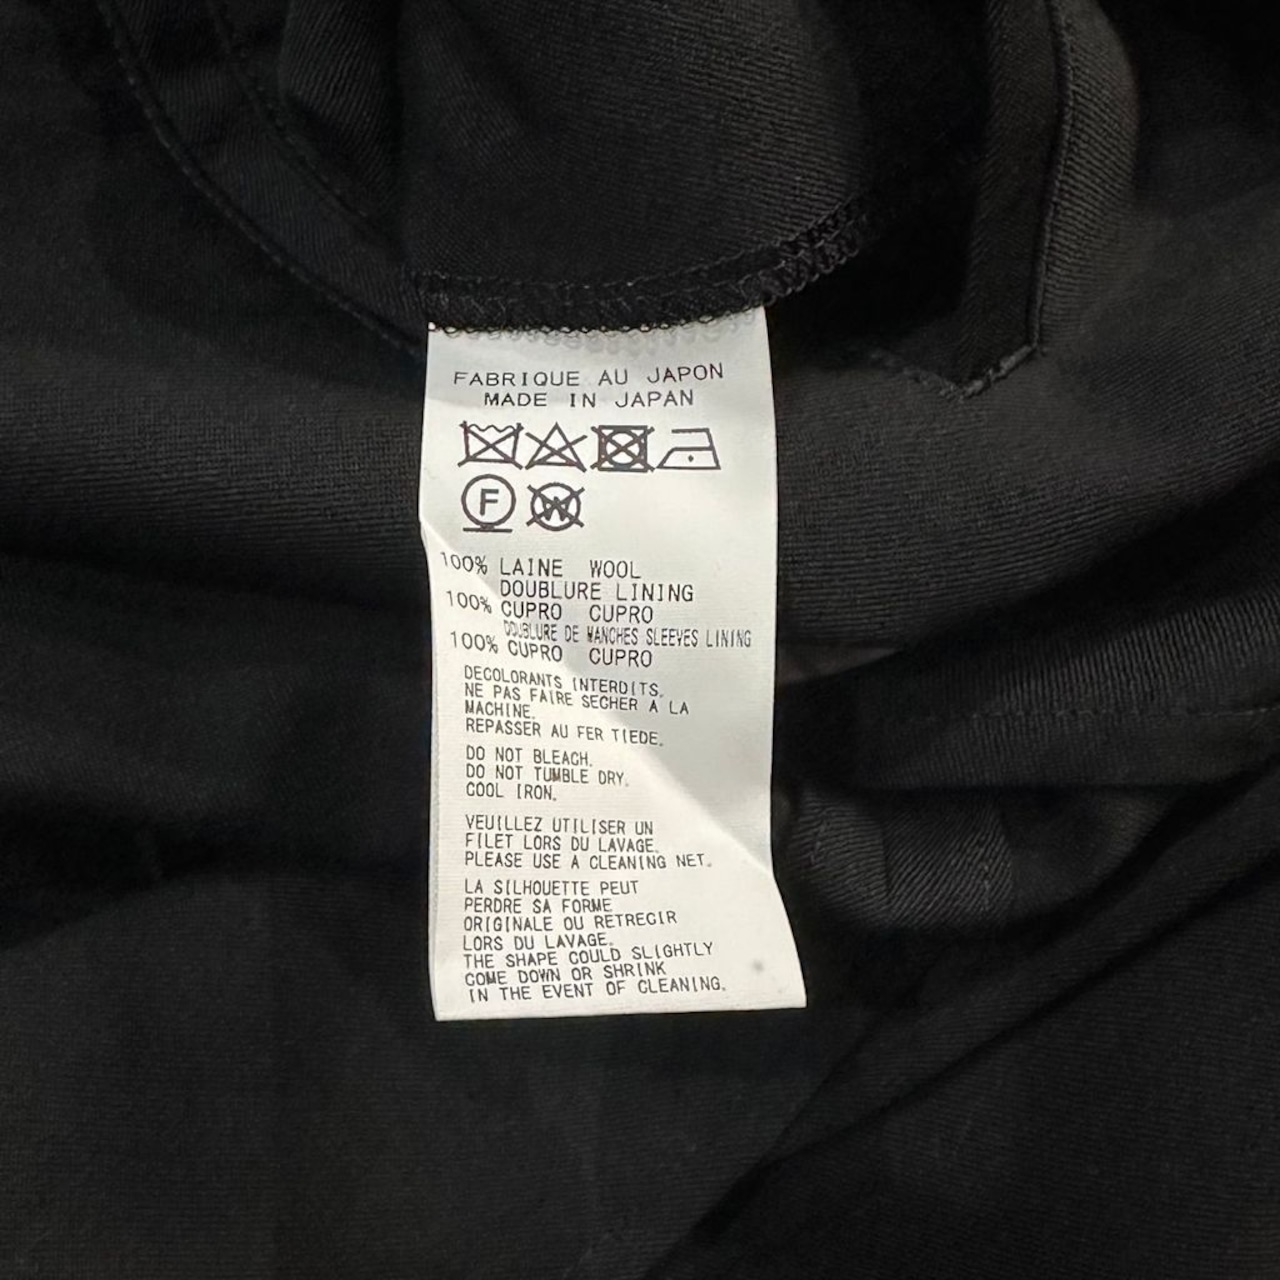 FABRIQUE AU JAPON
MADE IN JAPAN
F
W
100% LAINE WOOL
DOUBLURE LINING
100% CUPRO CUPRO
DOUBLURE DE MANCHES SLEEVES LINING
100% CUPRO CUPRO
DECOLORANTS INTERDITS.
NE PAS FAIRE SECHER A LA
MACHINE.
REPASSER AU FER TIEDE.
DO NOT BLEACH.
DO NOT TUMBLE DRY.
COOL IRON.
VEUILLEZ UTILISER UN
FILET LORS DU LAVAGE.
PLEASE USE A CLEANING NET.
LA SILHOUETTE PEUT
PERDRE SA FORME
ORIGINALE OU RETRECIR
LORS DU LAVAGE.
THE SHAPE COULD SLIGHTLY
COME DOWN OR SHRINK
IN THE EVENT OF CLEANING.